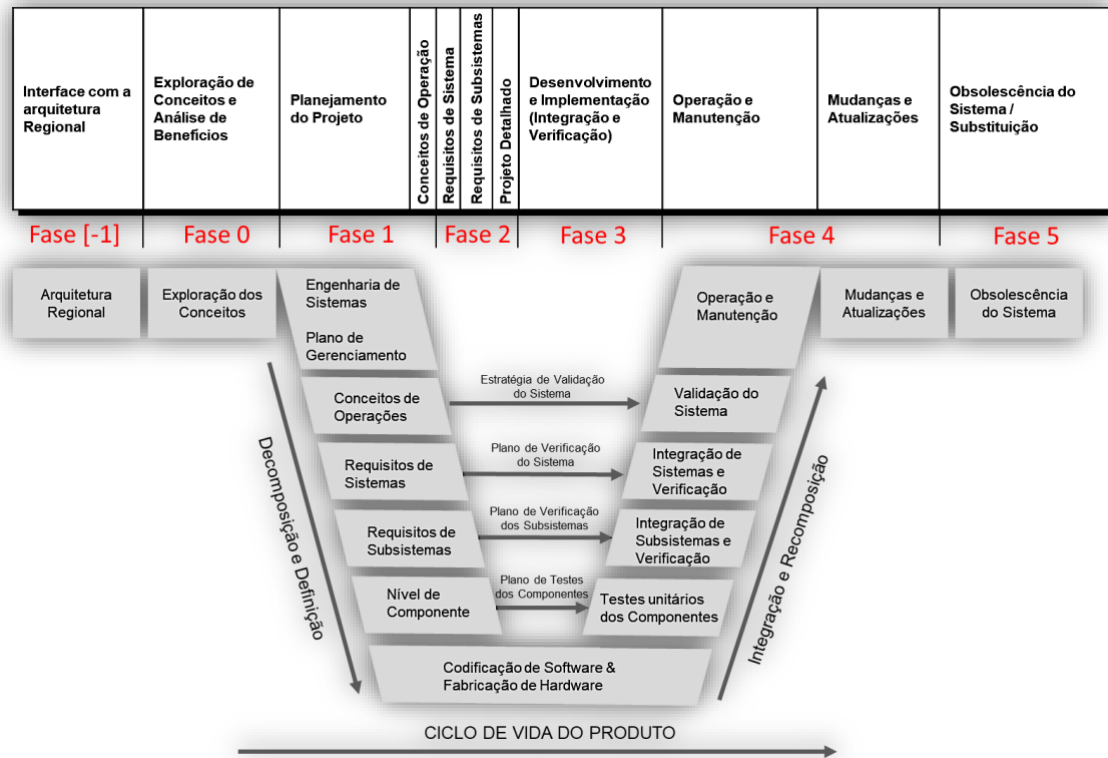 Interface com a
arquitetura
Regional
Exploração de
Conceitos e
Análise de
Benefícios
Planejamento
do Projeto
Conceitos de Operação
Requisitos de Sistema
Requisitos de Subsistemas
Projeto Detalhado
Desenvolvimento
e Implementação
(Integração e
Verificação)
Operação e
Manutenção
Mudanças e
Atualizações
Obsolescência do
Sistema /
Substituição
Fase [-1]
Fase 0
Fase 1
Fase 2
Fase 3
Fase 4
Fase 5
Arquitetura
Regional
Exploração dos
Conceitos
Engenharia de
Sistemas
Plano de
Gerenciamento
Operação e
Manutenção
Mudanças e
Atualizações
Obsolescência
do Sistema
Conceitos de
Operações
Estratégia de Validação
do Sistema
Validação do
Sistema
Requisitos de
Sistemas
Plano de Verificação
do Sistema
Integração de
Sistemas e
Verificação
Requisitos de
Subsistemas
Plano de Verificação
dos Subsistemas
Integração de
Subsistemas e
Verificação
Nível de
Componente
Plano de Testes
dos Componentes
Testes unitários
dos Componentes
Decomposição e Definição
Integração e Recomposição
Codificação de Software &
Fabricação de Hardware
CICLO DE VIDA DO PRODUTO